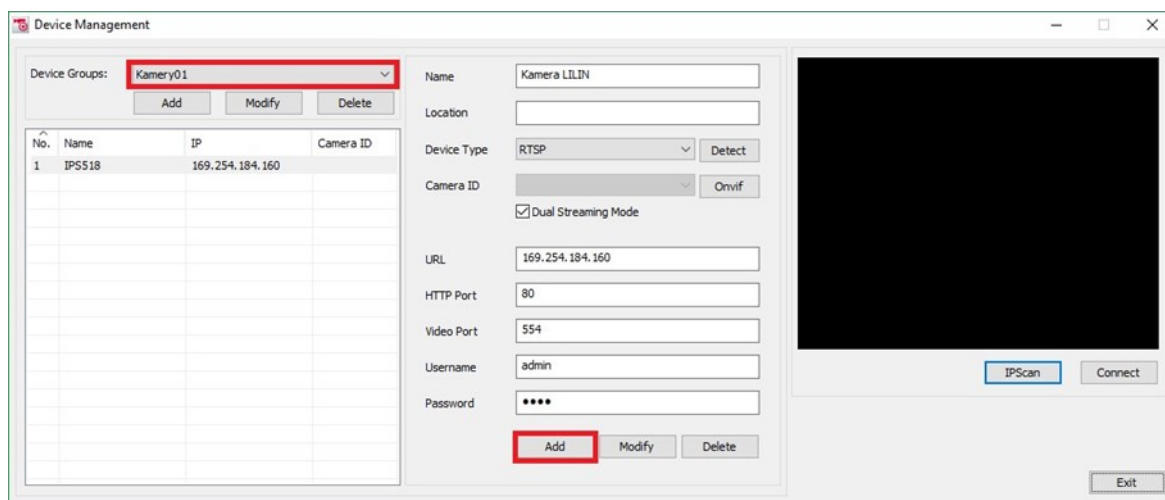 Device Management
Device Groups:
Kamery01
Add
Modify
Delete
No.
Name
IP
Camera ID
1
IPS518
169.254.184.160
Name
Kamera LILIN
Location
Device Type
RTSP
Detect
Camera ID
Onvif
Dual Streaming Mode
URL
169.254.184.160
HTTP Port
80
Video Port
554
Username
admin
Password
••••
Add
Modify
Delete
IPScan
Connect
Exit